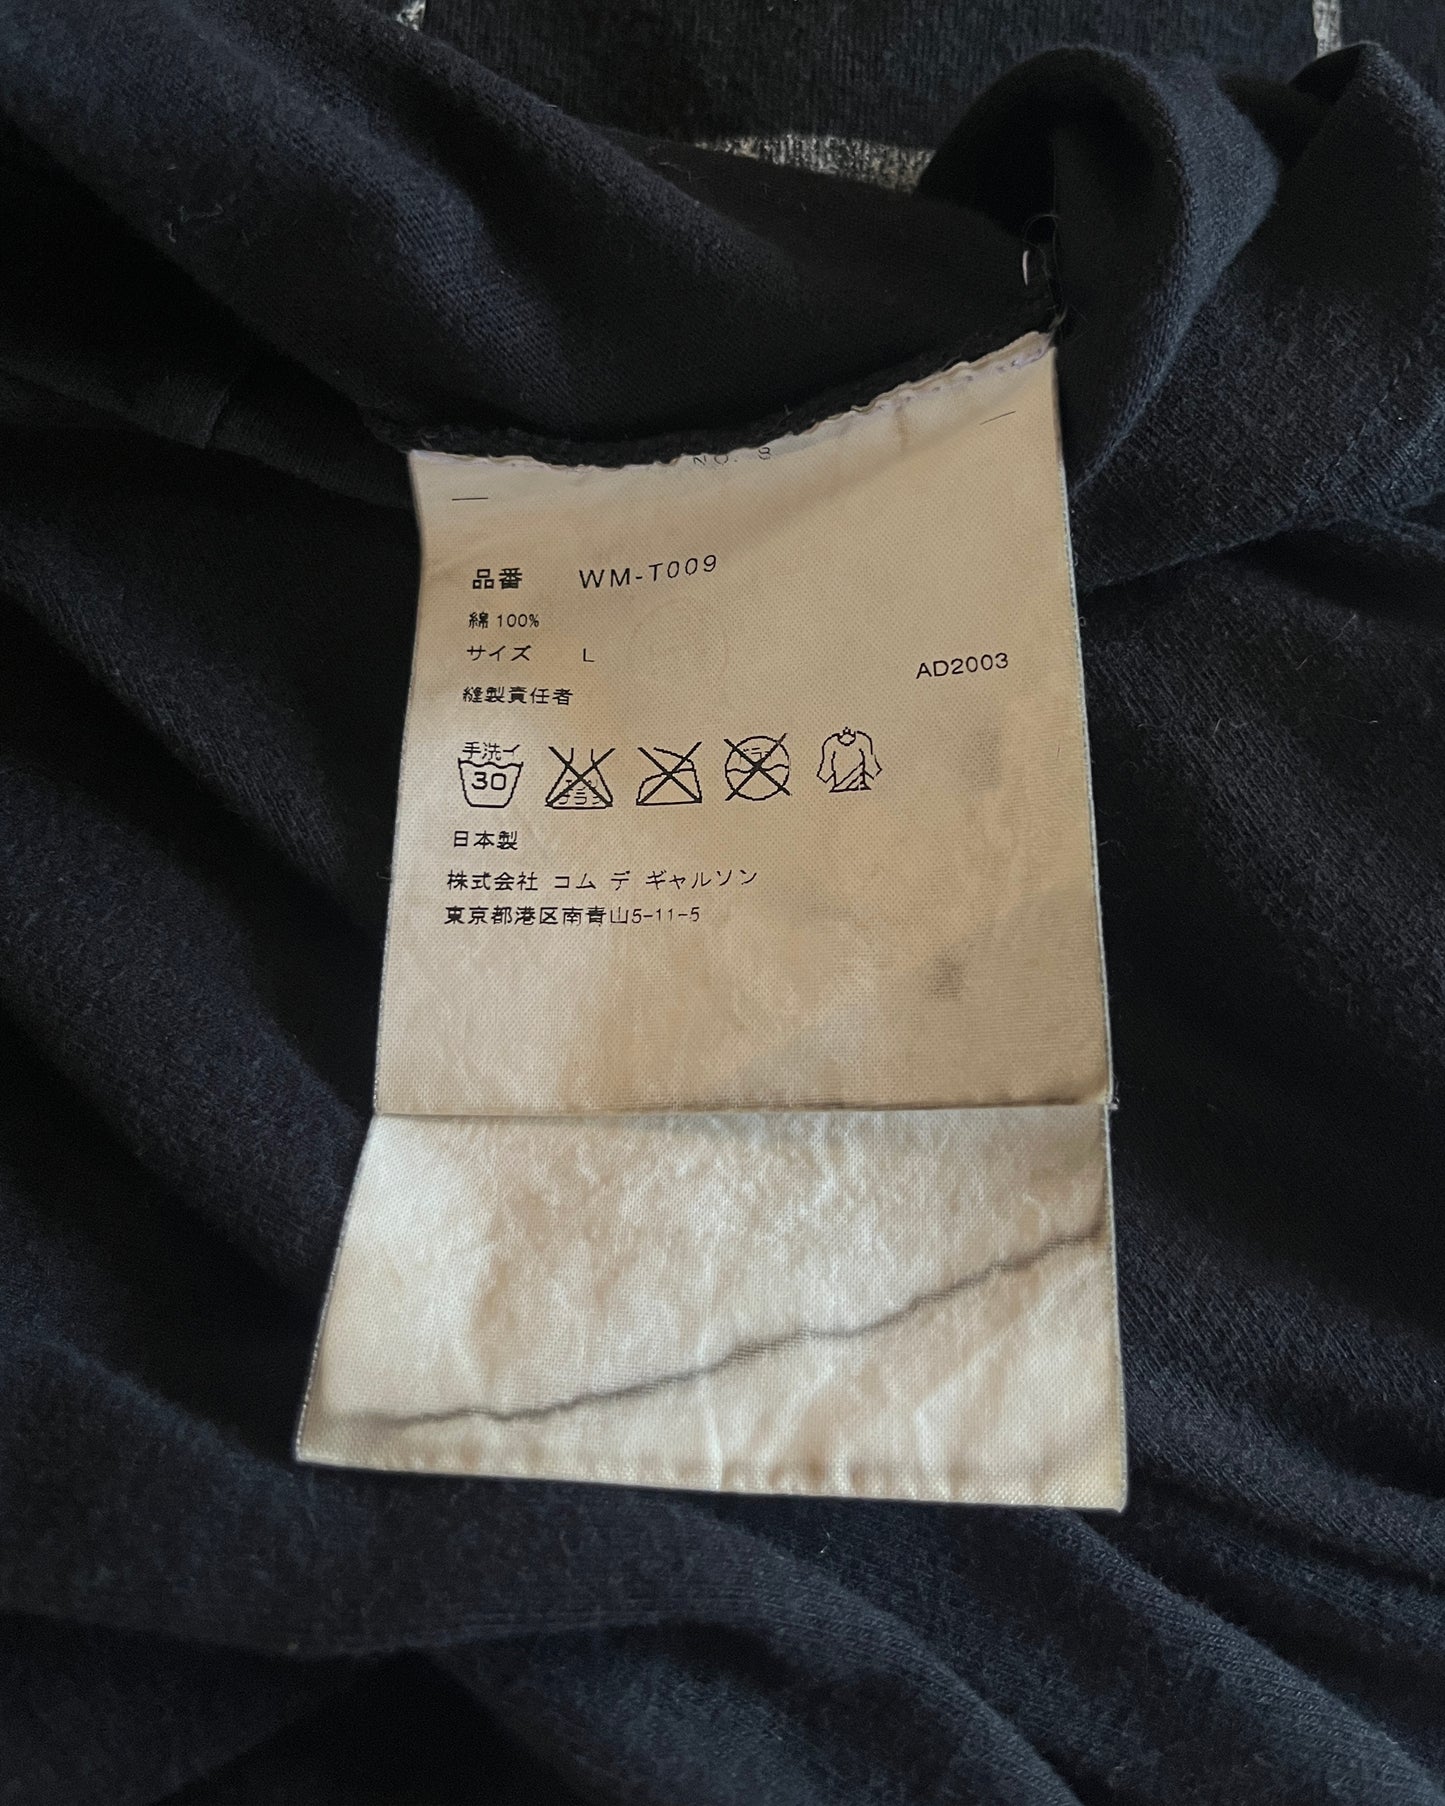 品番 WM-T009
綿 100%
サイズ L
AD2003
縫製責任者
手洗イ
30
日本製
株式会社 コム デ ギャルソン
東京都港区南青山5-11-5